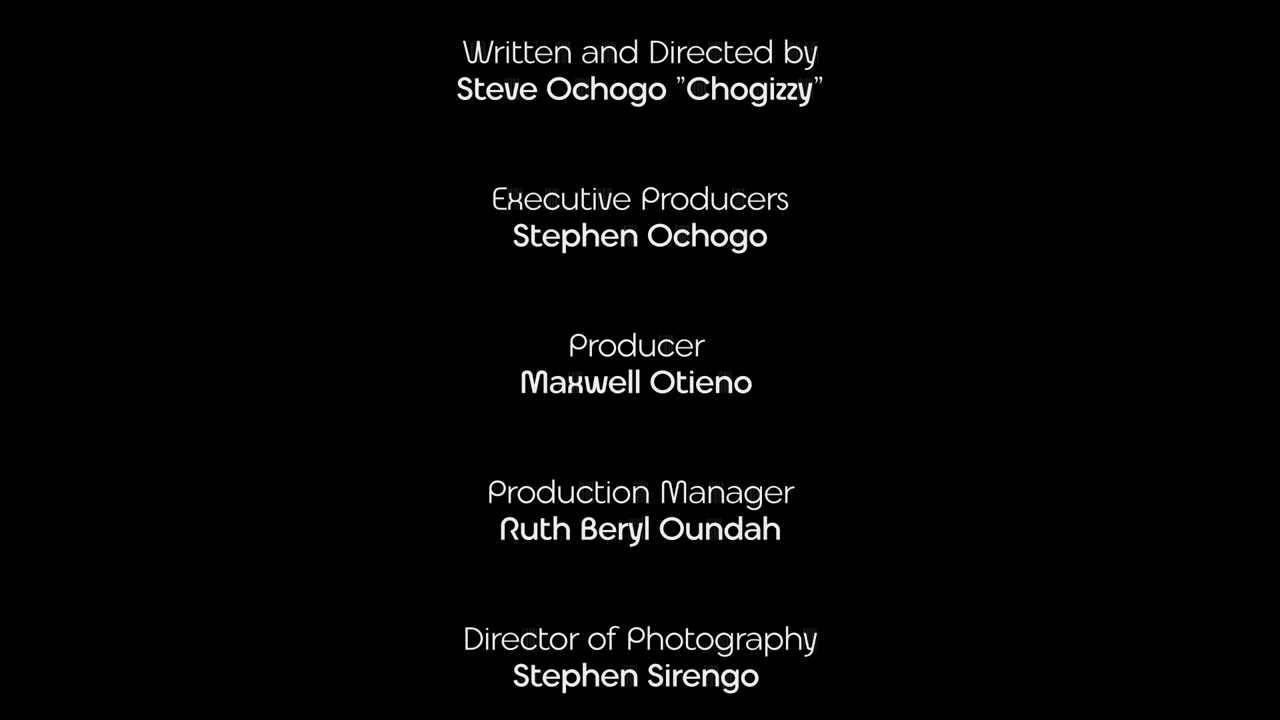 Written and Directed by
Steve Ochogo ”Chogizzy”
Executive Producers
Stephen Ochogo
Producer
Maxwell Otieno
Production Manager
Ruth Beryl Oundah
Director of Photography
Stephen Sirengo